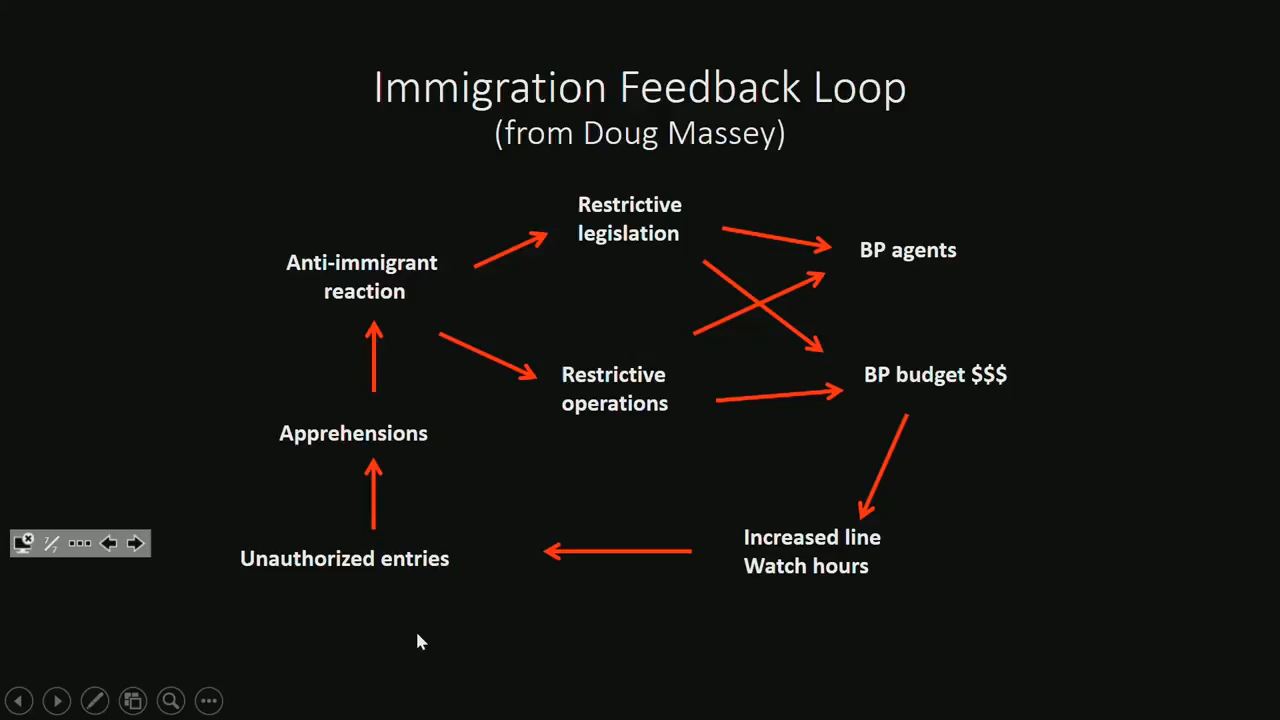 Immigration Feedback Loop
(from Doug Massey)
Restrictive
legislation
BP agents
Anti-immigrant
reaction
Restrictive
operations
BP budget $$$
Apprehensions
Increased line
Watch hours
Unauthorized entries